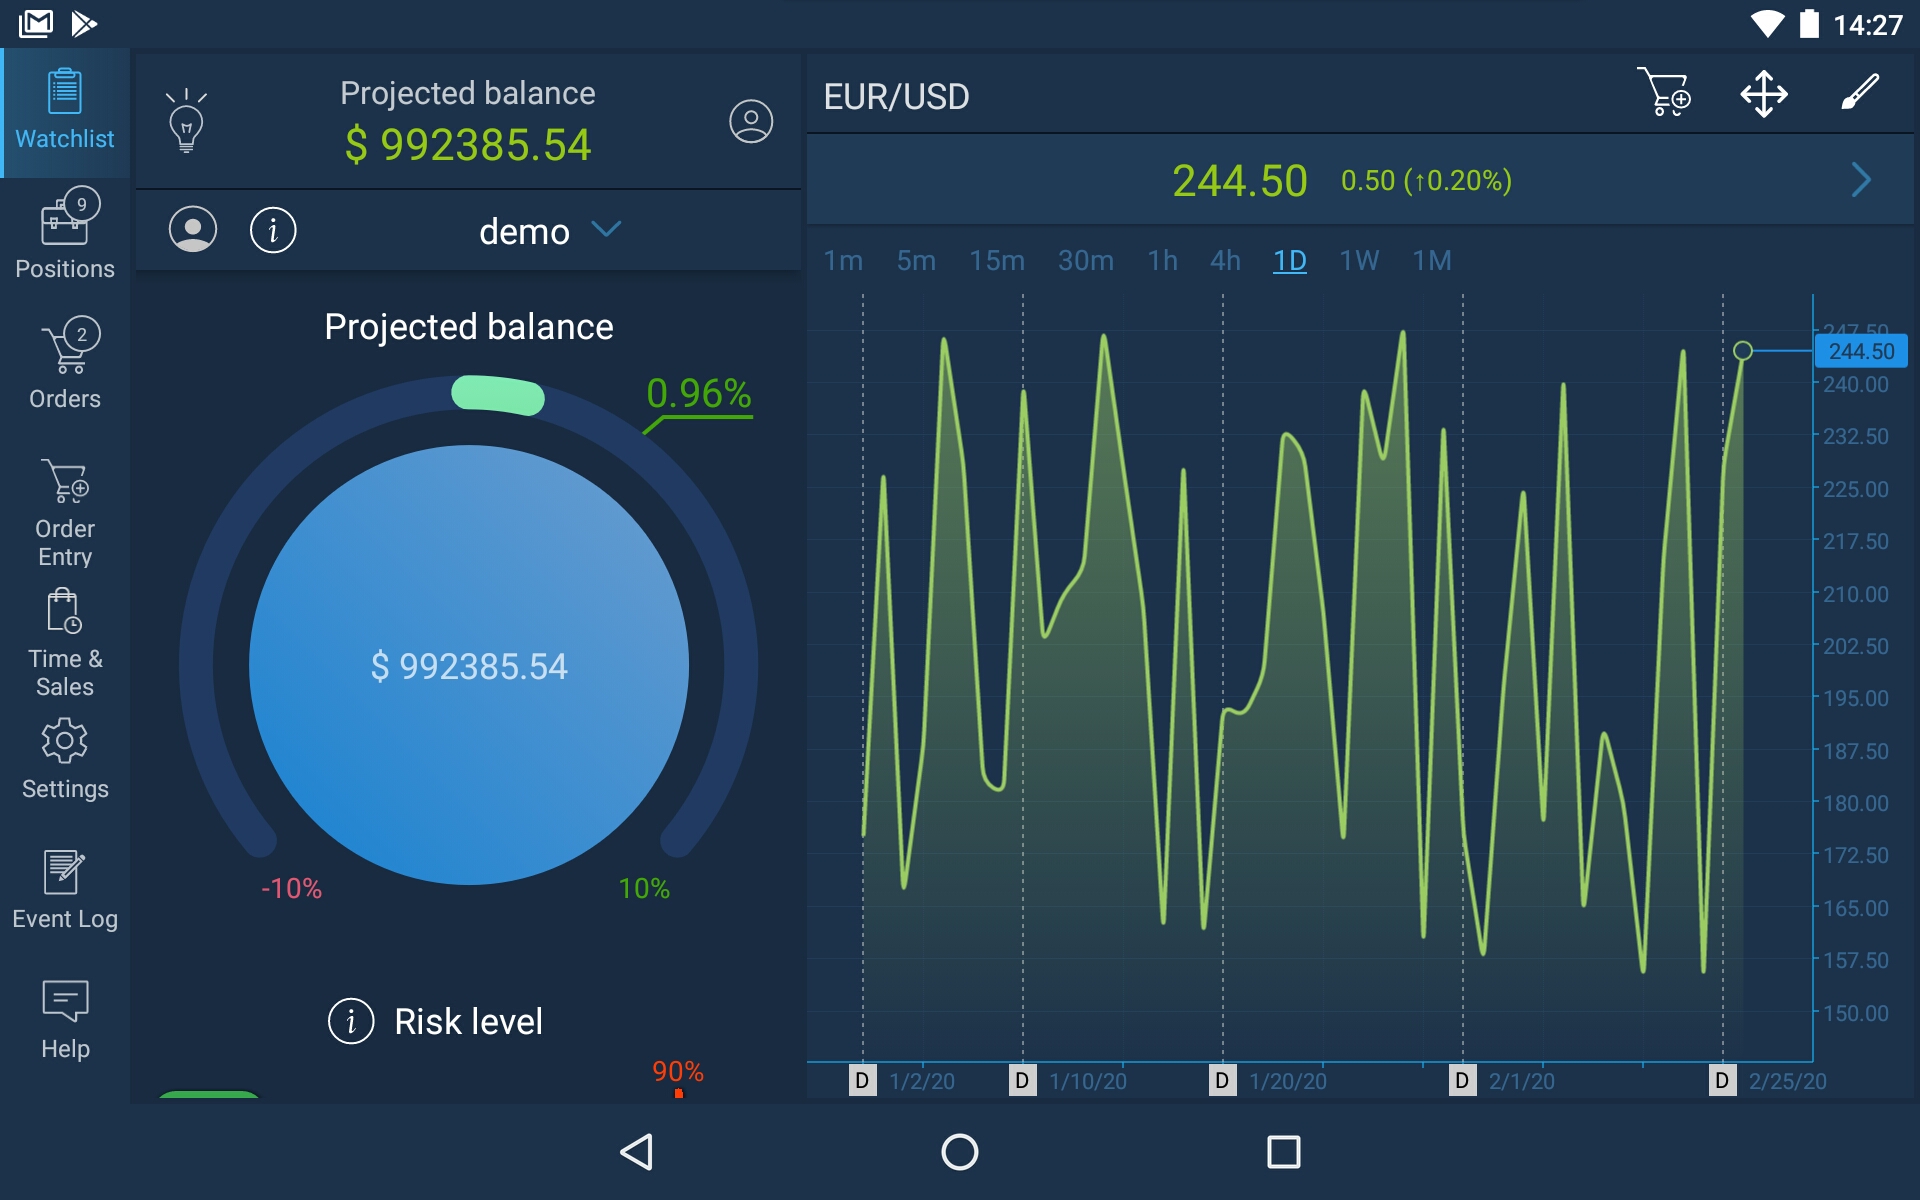 14:27
Watchlist
9
Positions
2
Orders
Order
Entry
Time &
Sales
Settings
Event Log
Help
Projected balance
$ 992385.54
i
demo
Projected balance
0.96%
$ 992385.54
-10%
10%
i
Risk level
90%
EUR/USD
244.50 0.50 (↑0.20%)
1m 5m 15m 30m 1h 4h 1D 1W 1M
247.50
244.50
240.00
232.50
225.00
217.50
210.00
202.50
195.00
187.50
180.00
172.50
165.00
157.50
150.00
D 1/2/20 D 1/10/20 D 1/20/20 D 2/1/20 D 2/25/20